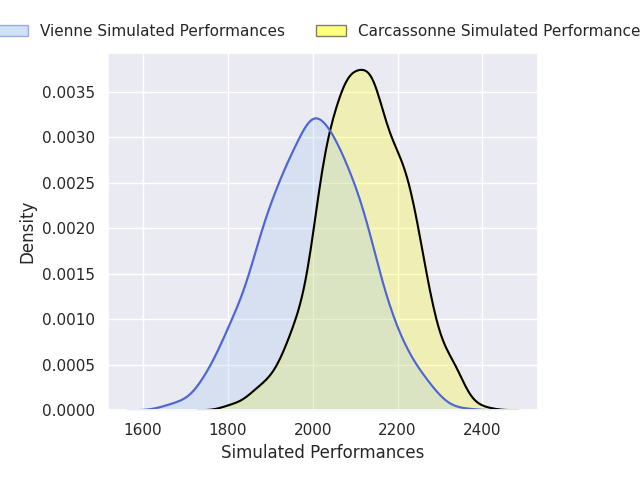 Vienne Simulated Performances Carcassonne Simulated Performance
0.0035
0.0030
0.0025
0.0020
0.0015
0.0010
0.0005
0.0000
Density
1600 1800 2000 2200 2400
Simulated Performances